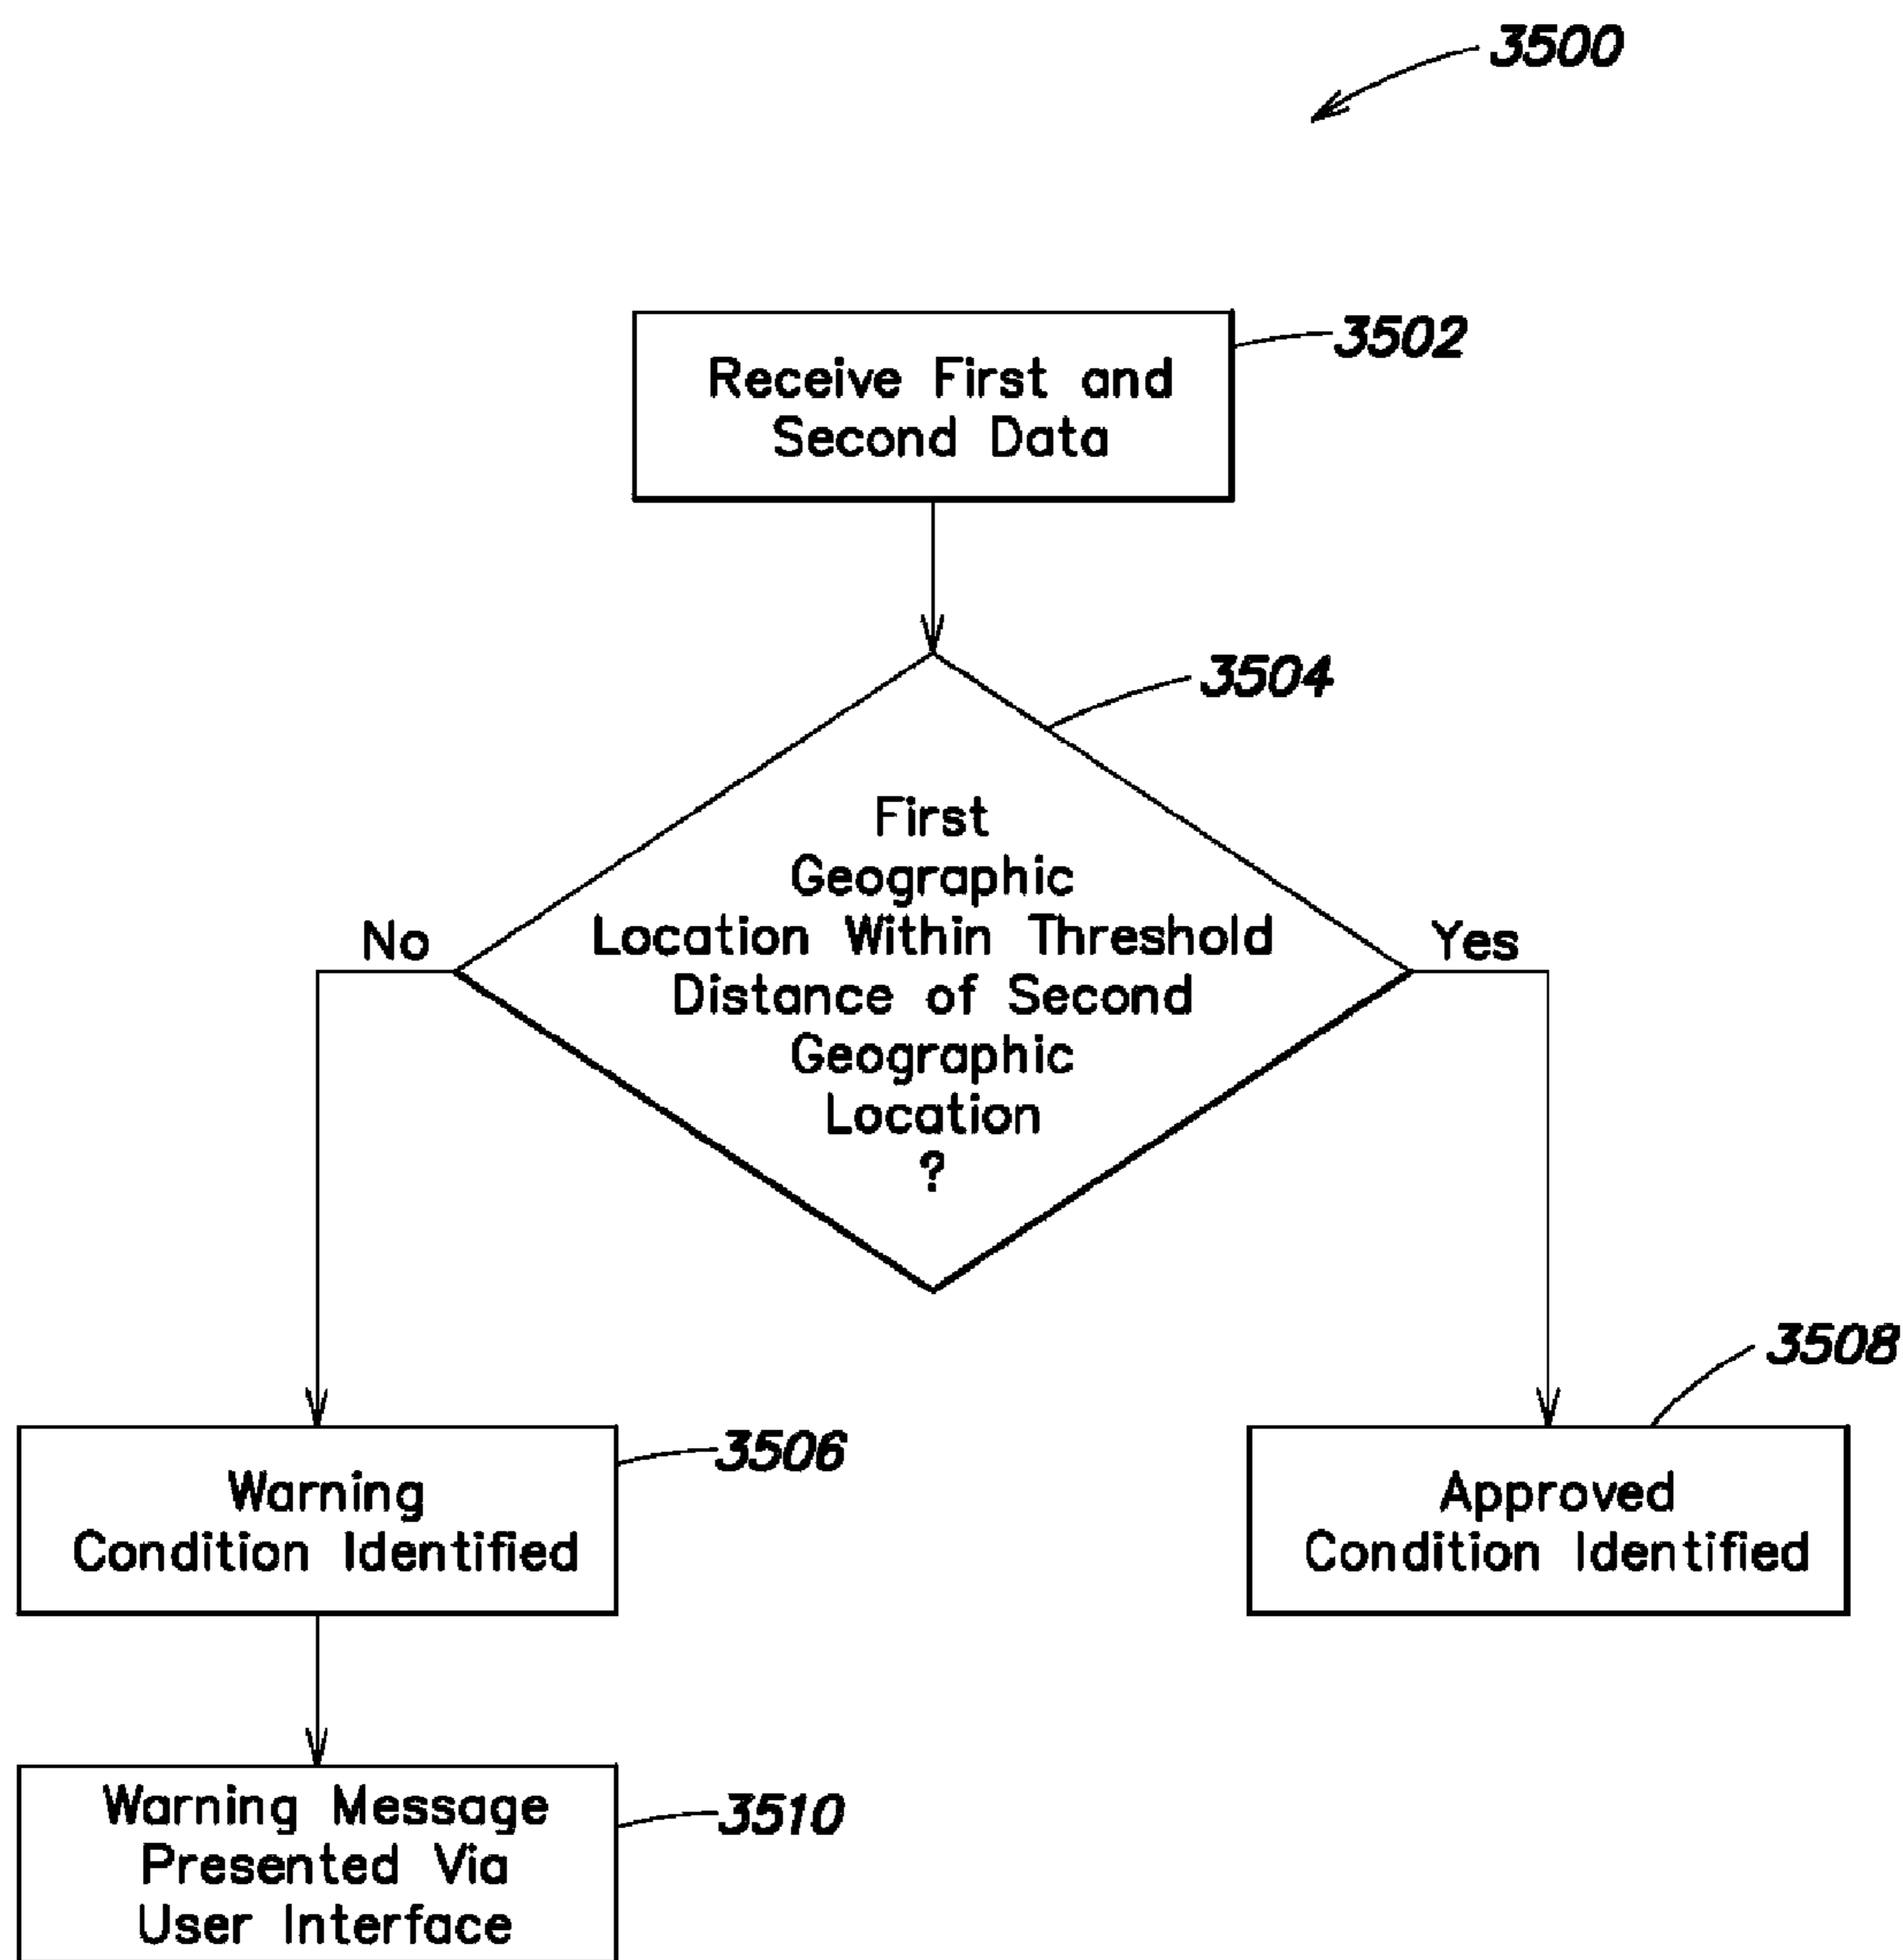 3500
Receive First and
Second Data
3502
3504
First
Geographic
Location Within Threshold
Distance of Second
Geographic
Location
?
No
Yes
3508
3506
Warning
Condition Identified
Approved
Condition Identified
Warning Message
Presented Via
User Interface
3510